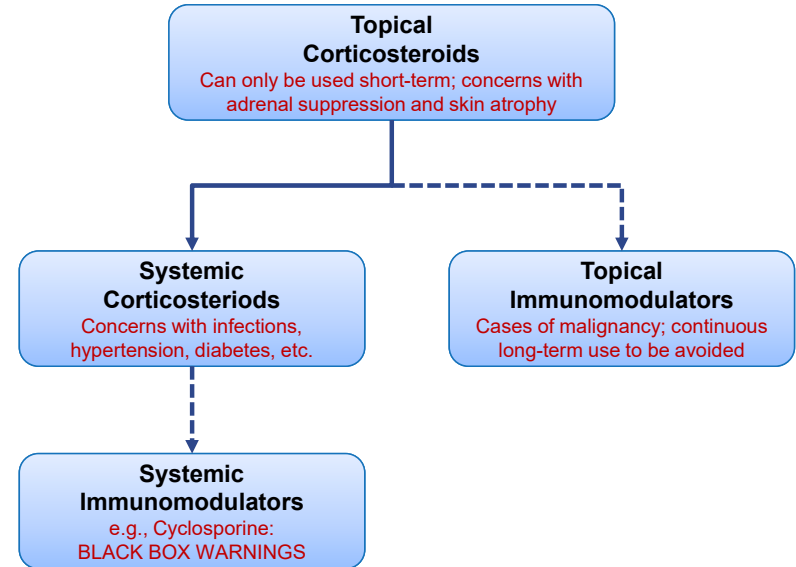 Topical
Corticosteroids
Can only be used short-term; concerns with
adrenal suppression and skin atrophy
Systemic
Corticosteriods
Concerns with infections,
hypertension, diabetes, etc.
Topical
Immunomodulators
Cases of malignancy; continuous
long-term use to be avoided
Systemic
Immunomodulators
e.g., Cyclosporine:
BLACK BOX WARNINGS